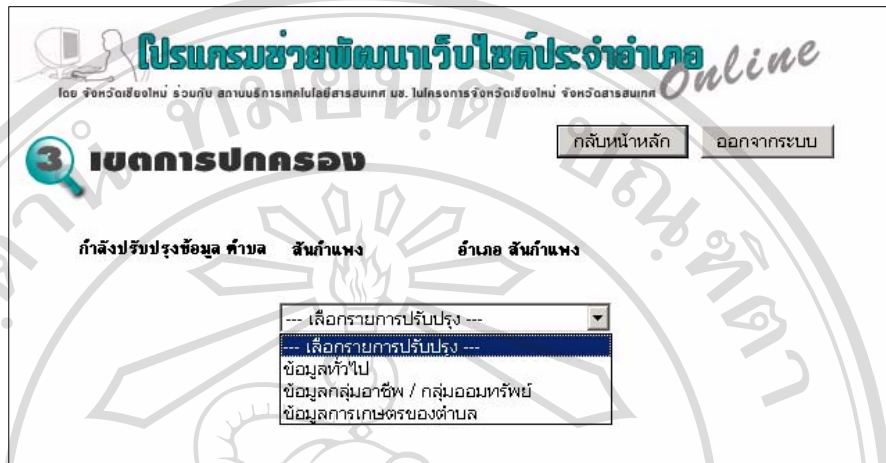 โปรแกรมช่วยพัฒนาเว็บไซต์ประจำอำเภอ Online
โดย จังหวัดเชียงใหม่ ร่วมกับ สถาบบริการเทคโนโลยีสารสนเทศ มช. ในโครงการจังหวัดเชียงใหม่ จังหวัดสารสนเทศ
กลับหน้าหลัก ออกจากระบบ
3 เขตการปกครอง
กำลังปรับปรุงข้อมูล ตำบล สันกำแพง อำเภอ สันกำแพง
--- เลือกรายการปรับปรุง ---
--- เลือกรายการปรับปรุง ---
ข้อมูลทั่วไป
ข้อมูลกลุ่มอาชีพ / กลุ่มออมทรัพย์
ข้อมูลการเกษตรของตำบล